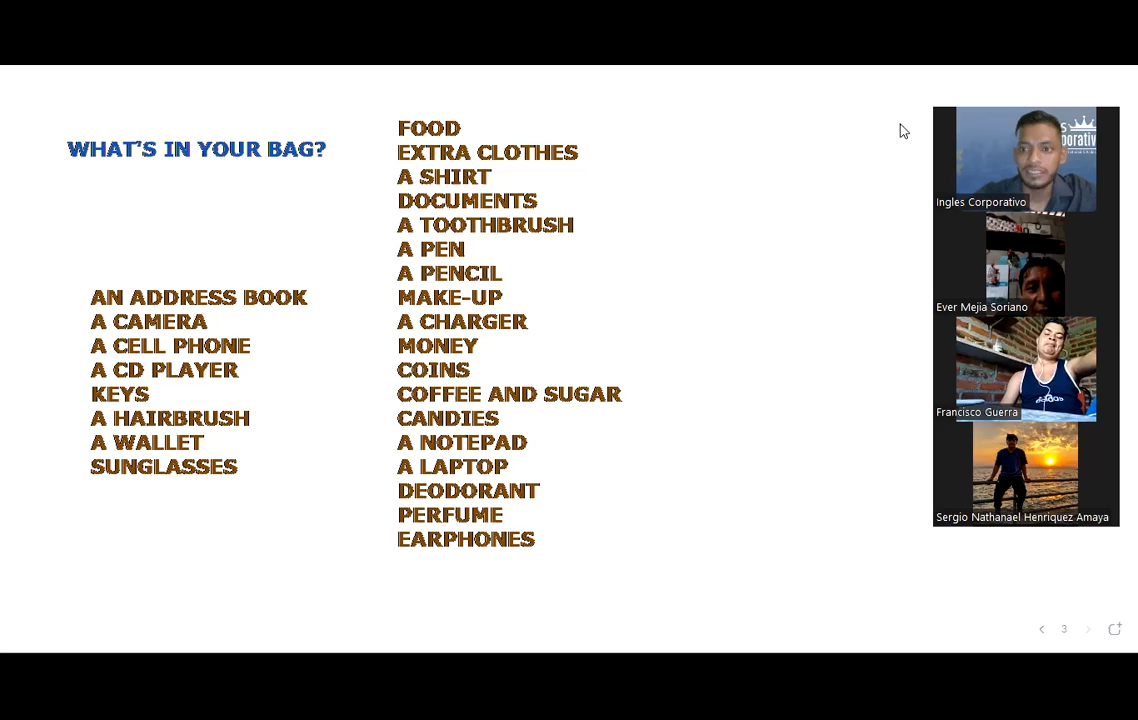 WHAT'S IN YOUR BAG?
AN ADDRESS BOOK
A CAMERA
A CELL PHONE
A CD PLAYER
KEYS
A HAIRBRUSH
A WALLET
SUNGLASSES
FOOD
EXTRA CLOTHES
A SHIRT
DOCUMENTS
A TOOTHBRUSH
A PEN
A PENCIL
MAKE-UP
A CHARGER
MONEY
COINS
COFFEE AND SUGAR
CANDIES
A NOTEPAD
A LAPTOP
DEODORANT
PERFUME
EARPHONES
Ingles Corporativo
Ever Mejia Soriano
Francisco Guerra
Sergio Nathanael Henriquez Amaya
3